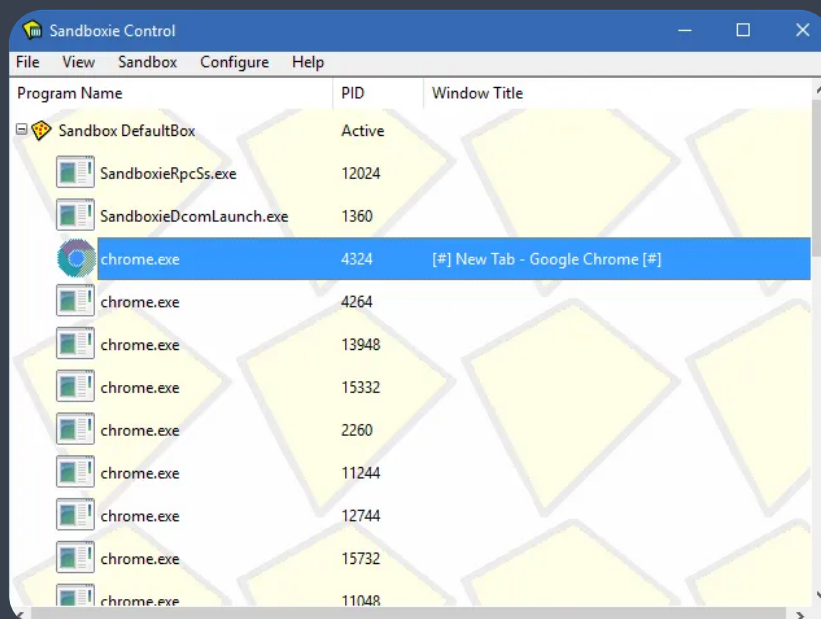 Sandboxie Control
File View Sandbox Configure Help
Program Name PID Window Title
Sandbox DefaultBox Active
SandboxieRpcSs.exe 12024
SandboxieDcomLaunch.exe 1360
chrome.exe 4324 [#] New Tab - Google Chrome [#]
chrome.exe 4264
chrome.exe 13948
chrome.exe 15332
chrome.exe 2260
chrome.exe 11244
chrome.exe 12744
chrome.exe 15732
chrome.exe 11048